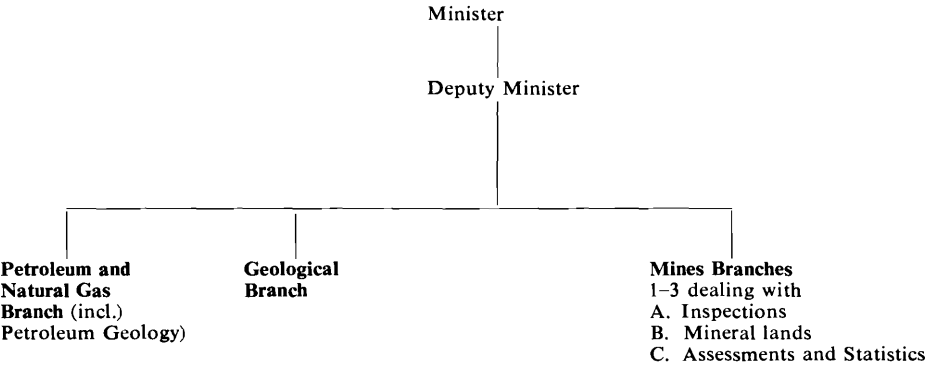 Minister
Deputy Minister
Petroleum and
Natural Gas
Branch (incl.)
Petroleum Geology)
Geological
Branch
Mines Branches
1–3 dealing with
A. Inspections
B. Mineral lands
C. Assessments and Statistics